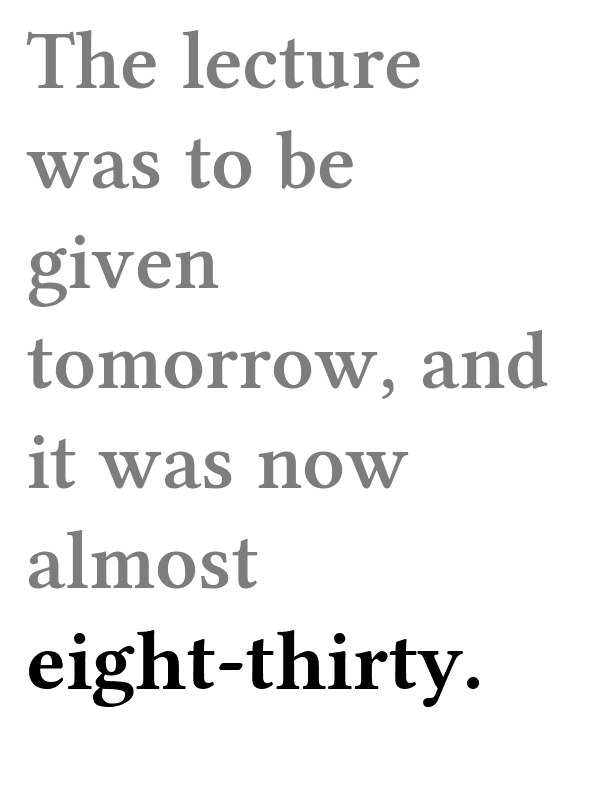 The lecture
was to be
given
tomorrow, and
it was now
almost
eight-thirty.